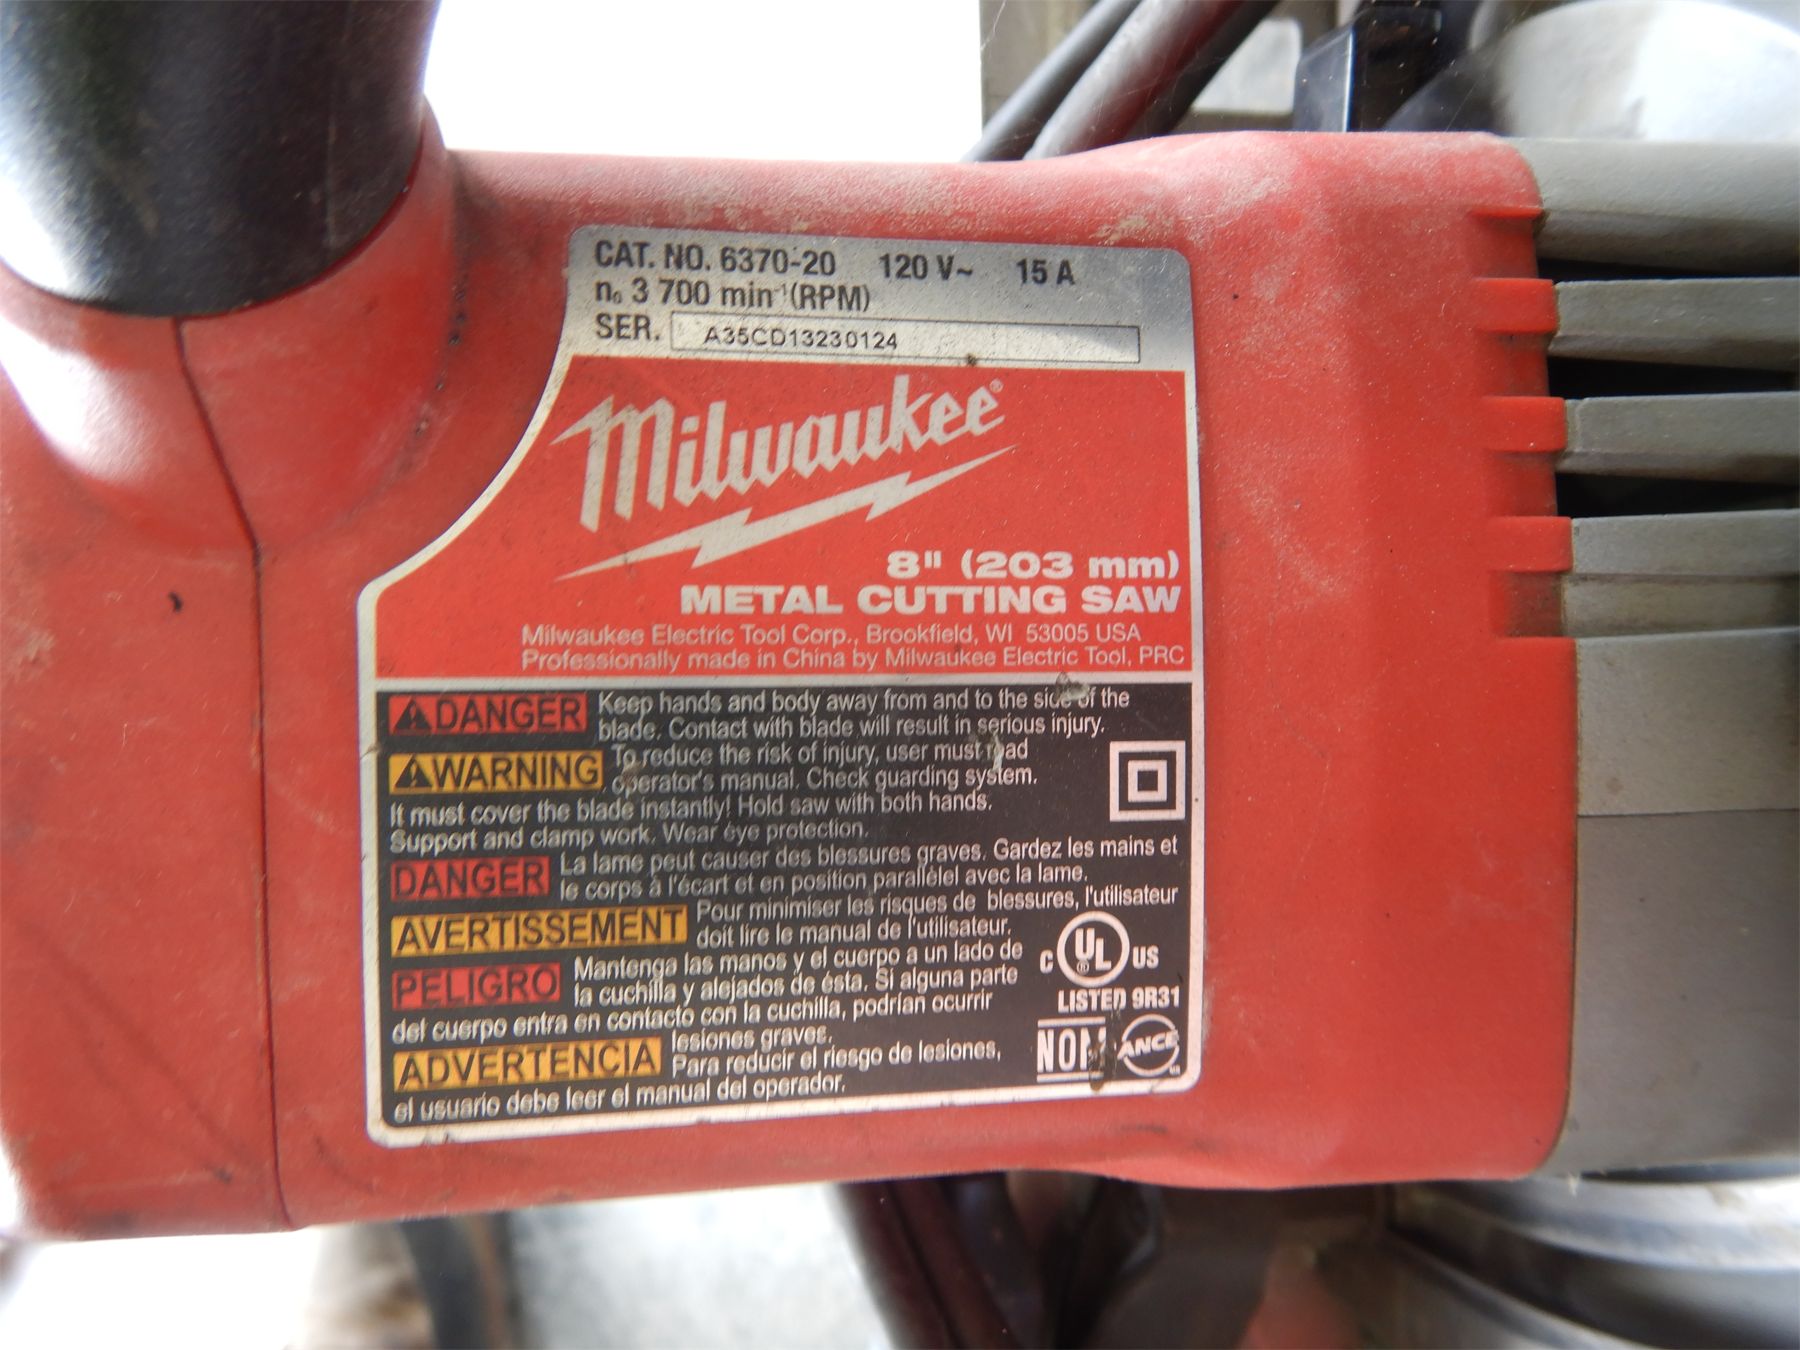 CAT. NO. 6370-20 120 V~ 15 A
n₀ 3 700 min⁻¹(RPM)
SER. A35CD13230124
Milwaukee®
8" (203 mm)
METAL CUTTING SAW
Milwaukee Electric Tool Corp., Brookfield, WI 53005 USA
Professionally made in China by Milwaukee Electric Tool, PRC
DANGER Keep hands and body away from and to the side of the
blade. Contact with blade will result in serious injury.
WARNING To reduce the risk of injury, user must read
operator's manual. Check guarding system.
It must cover the blade instantly! Hold saw with both hands.
Support and clamp work. Wear eye protection.
DANGER La lame peut causer des blessures graves. Gardez les mains et
le corps à l'écart et en position parallélel avec la lame.
AVERTISSEMENT Pour minimiser les risques de blessures, l'utilisateur
doit lire le manual de l'utilisateur.
PELIGRO Mantenga las manos y el cuerpo a un lado de
la cuchilla y alejados de ésta. Si alguna parte
del cuerpo entra en contacto con la cuchilla, podrían ocurrir
lesiones graves.
ADVERTENCIA Para reducir el riesgo de lesiones,
el usuario debe leer el manual del operador.
C UL ® US
LISTED 9R31
NOM ANCE